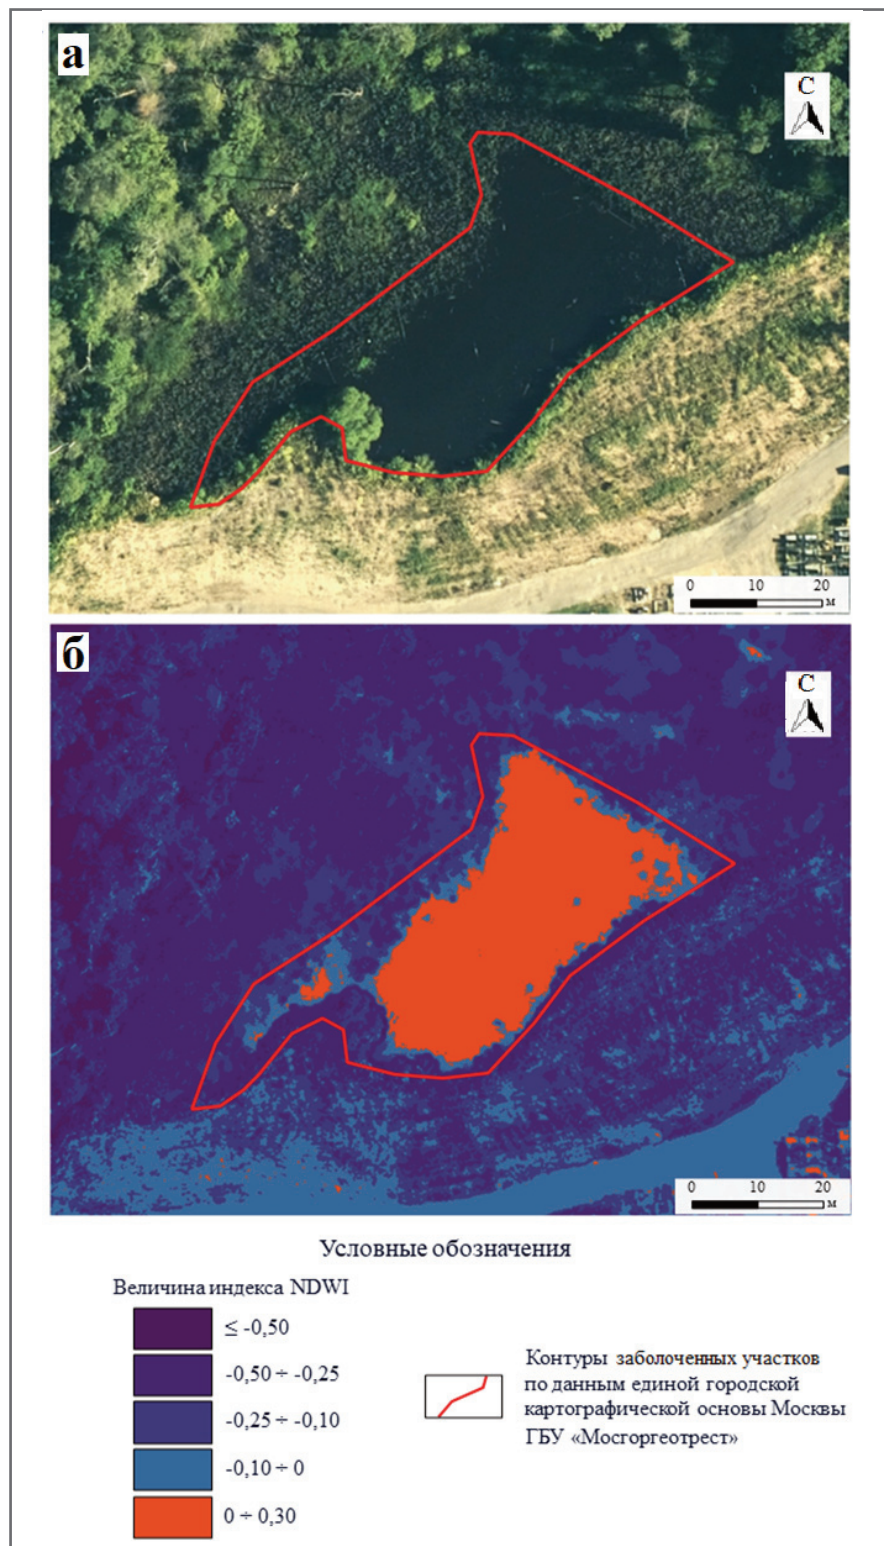 а
С
0 10 20
м
б
С
0 10 20
м
Условные обозначения
Величина индекса NDWI
≤ -0,50
-0,50 ÷ -0,25
-0,25 ÷ -0,10
-0,10 ÷ 0
0 ÷ 0,30
Контуры заболоченных участков
по данным единой городской
картографической основы Москвы
ГБУ «Мосгоргеотрест»